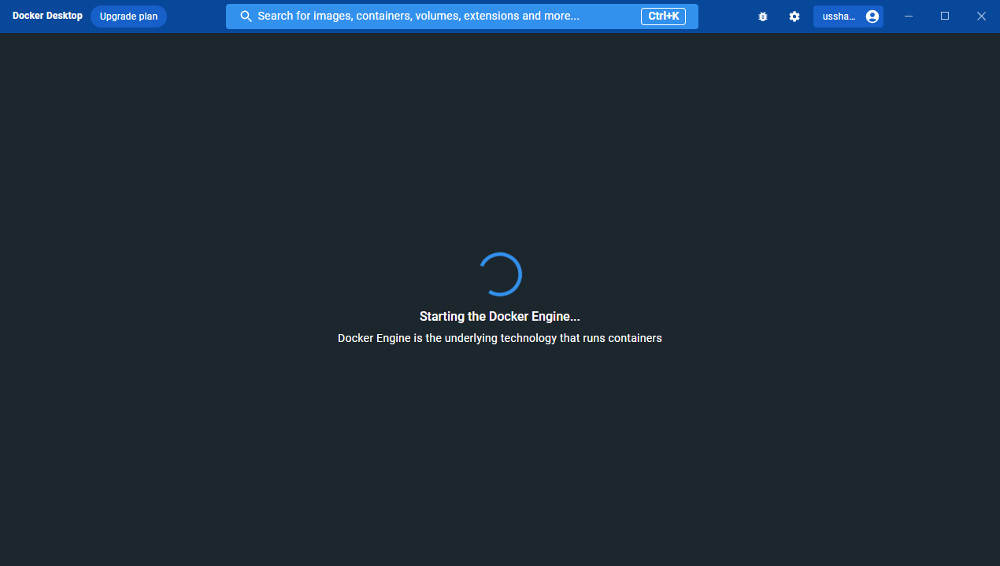 Docker Desktop
Upgrade plan
Search for images, containers, volumes, extensions and more...
Ctrl+K
ussha...
Starting the Docker Engine...
Docker Engine is the underlying technology that runs containers